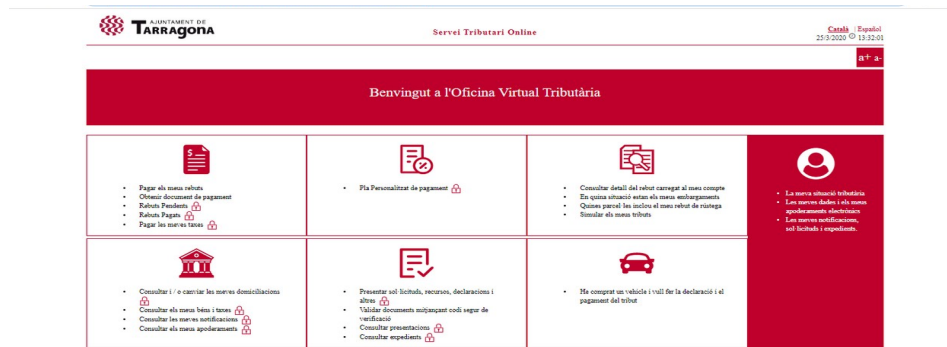 AJUNTAMENT DE
TARRAGONA
Servei Tributari Online
Català | Español
25/3/2020 13:32:01
a+ a-
Benvingut a l'Oficina Virtual Tributària
• Pagar els meus rebuts
• Obtenir document de pagament
• Rebuts Pendents
• Rebuts Pagats
• Pagar les meves taxes
• Pla Personalitzat de pagament
• Consultar detall del rebut carregat al meu compte
• En quina situació estan els meus embargaments
• Quines parcel·les inclou el meu rebut de rústega
• Simular els meus tributs
• La meva situació tributària
• Les meves dades i els meus
apoderaments electrònics
• Les meves notificacions,
sol·licituds i expedients.
• Consultar i / o canviar les meves domiciliacions
• Consultar els meus béns i taxes
• Consultar les meves notificacions
• Consultar els meus apoderaments
• Presentar sol·licituds, recursos, declaracions i
altres
• Validar documents mitjançant codi segur de
verificació
• Consultar presentacions
• Consultar expedients
• He comprat un vehicle i vull fer la declaració i el
pagament del tribut